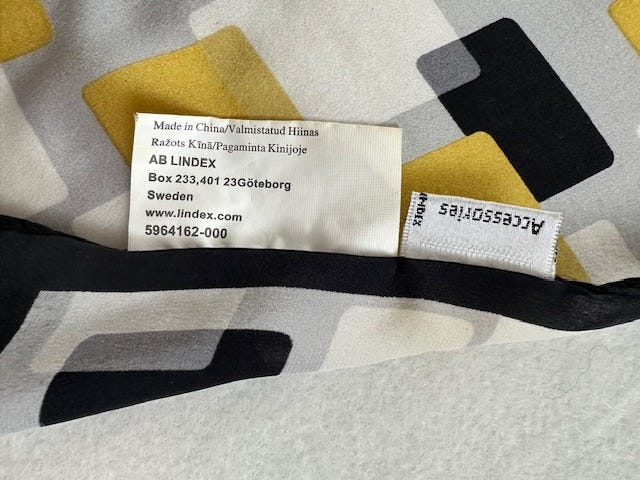 Made in China/Valmistatud Hiinas
Ražots Kīnā/Pagaminta Kinijoje
AB LINDEX
Box 233,401 23Göteborg
Sweden
www.lindex.com
5964162-000
Accessories